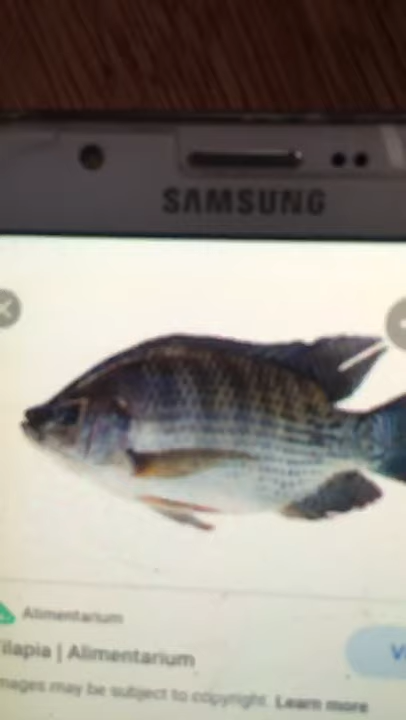 SAMSUNG
Alimentarium
ilapia | Alimentarium
V
mages may be subject to copyright. Learn more